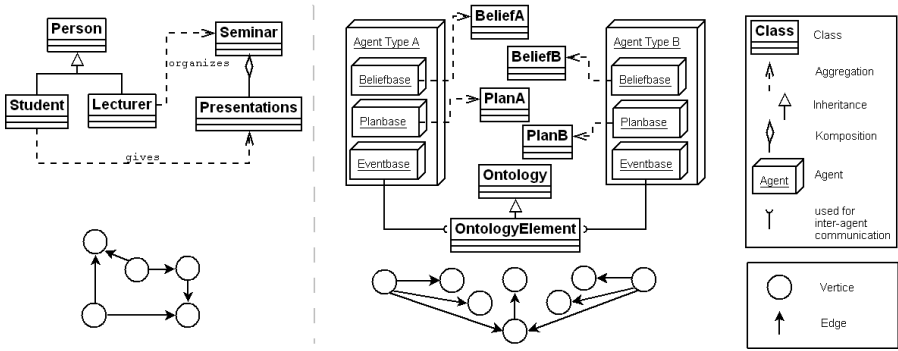 Person
Student
Lecturer
organizes
Seminar
Presentations
gives
Agent Type A
Beliefbase
Planbase
Eventbase
BeliefA
BeliefB
PlanA
PlanB
Ontology
OntologyElement
Agent Type B
Beliefbase
Planbase
Eventbase
Class
Class
Aggregation
Inheritance
Komposition
Agent
Agent
used for
inter-agent
communication
Vertice
Edge